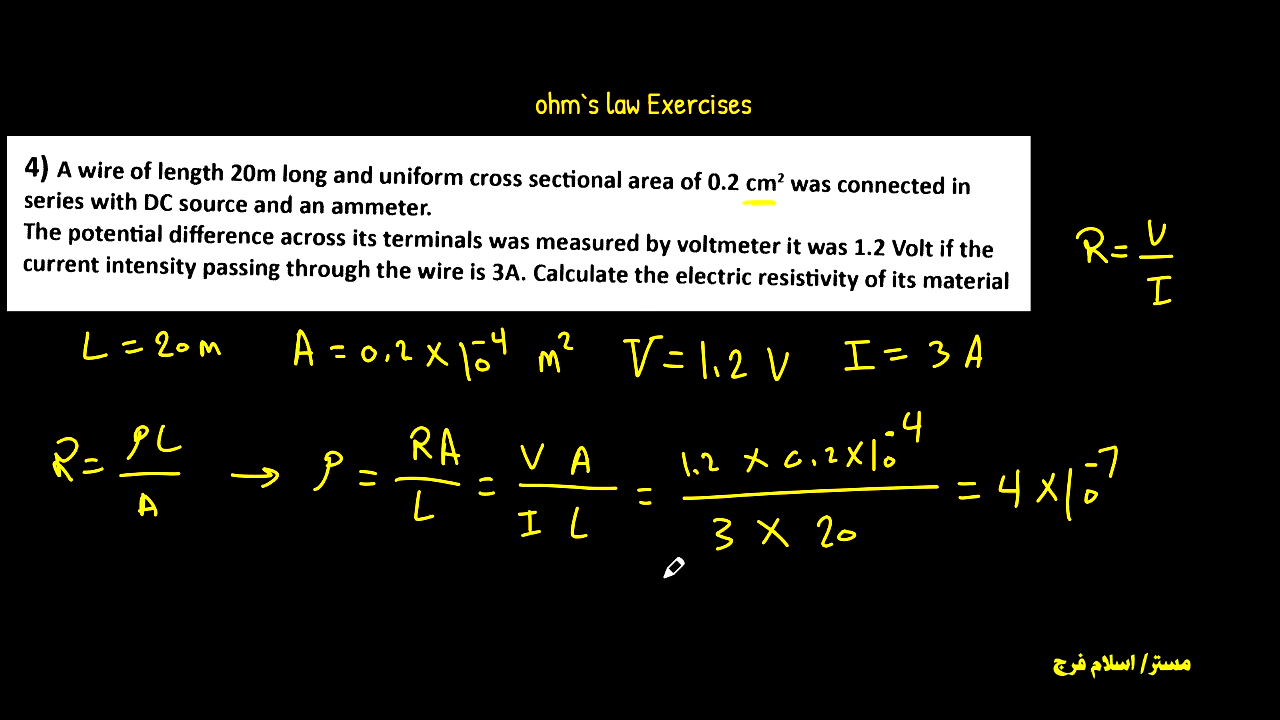 ohm`s law Exercises
4) A wire of length 20m long and uniform cross sectional area of 0.2 cm² was connected in
series with DC source and an ammeter.
The potential difference across its terminals was measured by voltmeter it was 1.2 Volt if the
current intensity passing through the wire is 3A. Calculate the electric resistivity of its material
R = V / I
L = 20 m A = 0.2 × 10⁻⁴ m² V = 1.2 V I = 3 A
R = ρL / A → ρ = RA / L = V A / I L = 1.2 × 0.2 × 10⁻⁴ / 3 × 20 = 4 × 10⁻⁷
مستر/ اسلام فرج